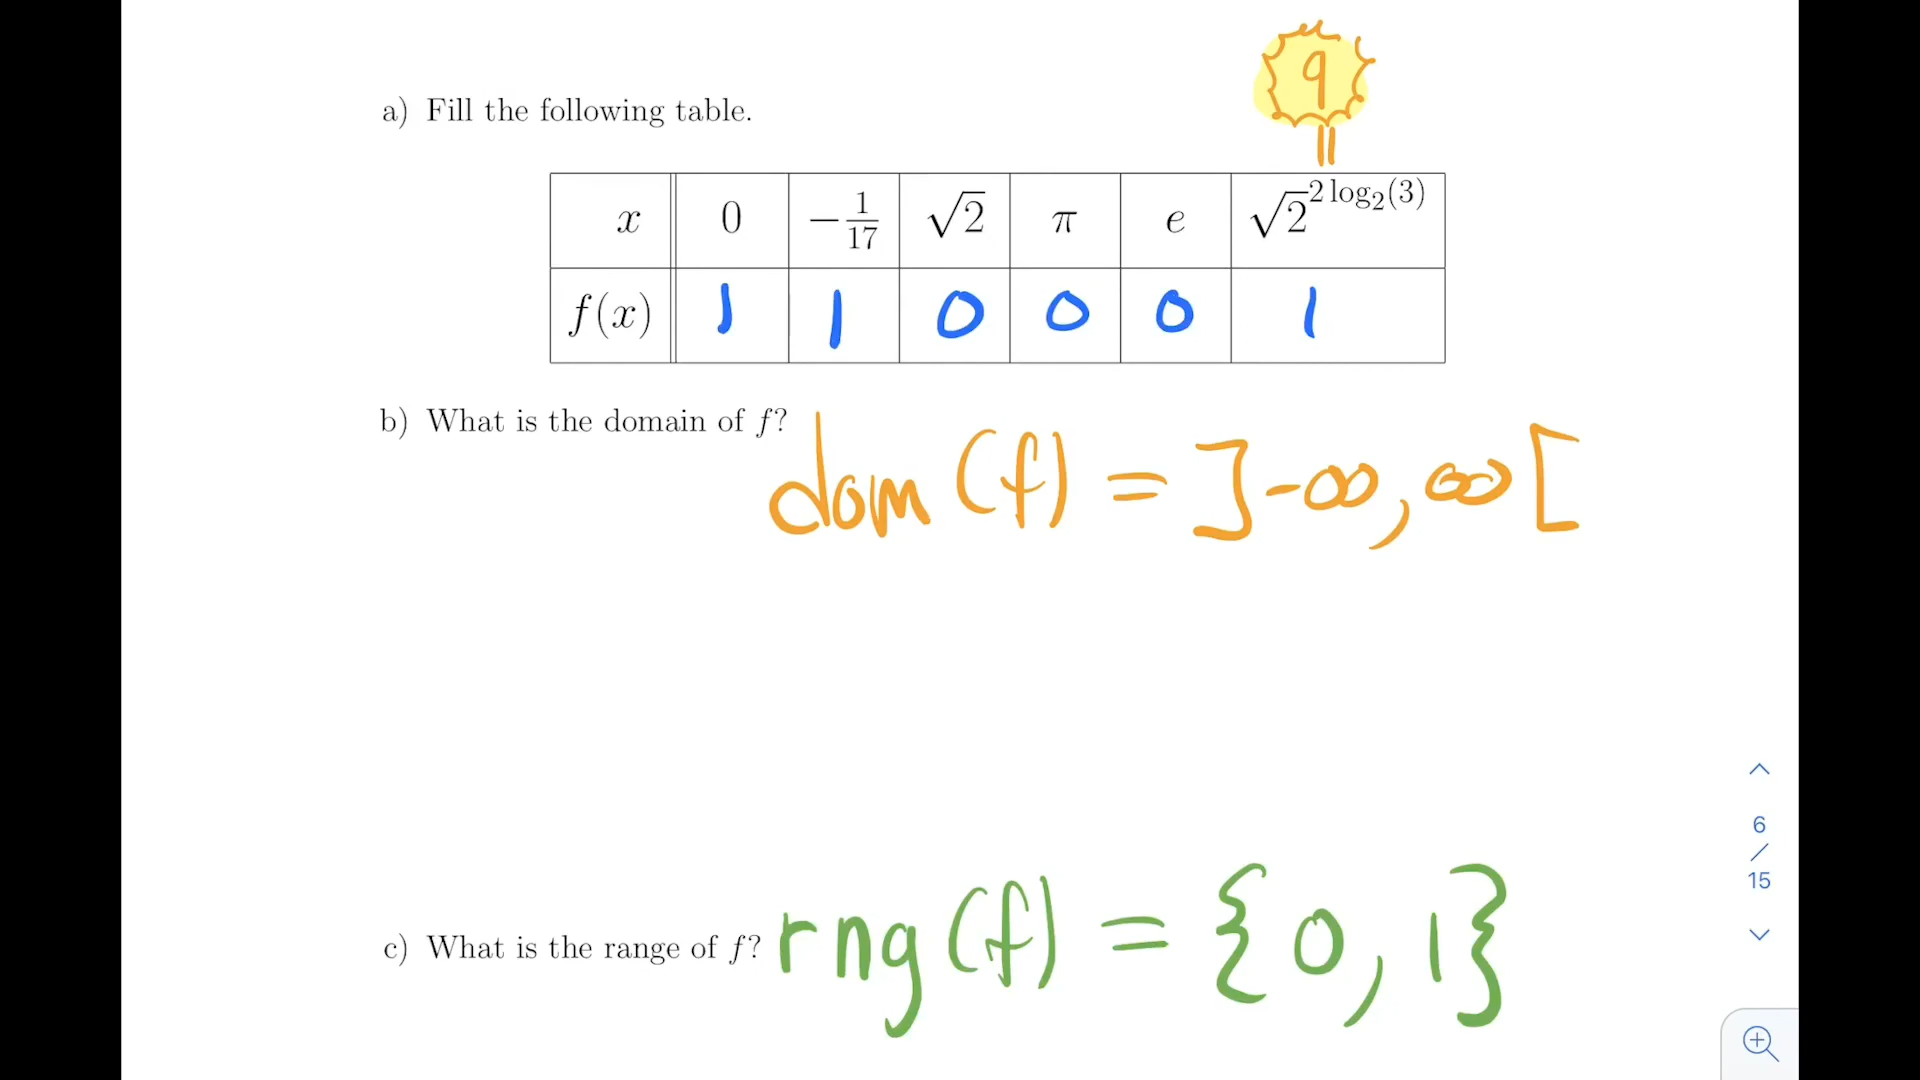 9
||
a) Fill the following table.
x 0 −1/17 √2 π e √2^{2 log₂(3)}
f(x) 1 1 0 0 0 1
b) What is the domain of f?
dom(f) = ]-∞, ∞[
c) What is the range of f? rng(f) = {0, 1}
6
/
15